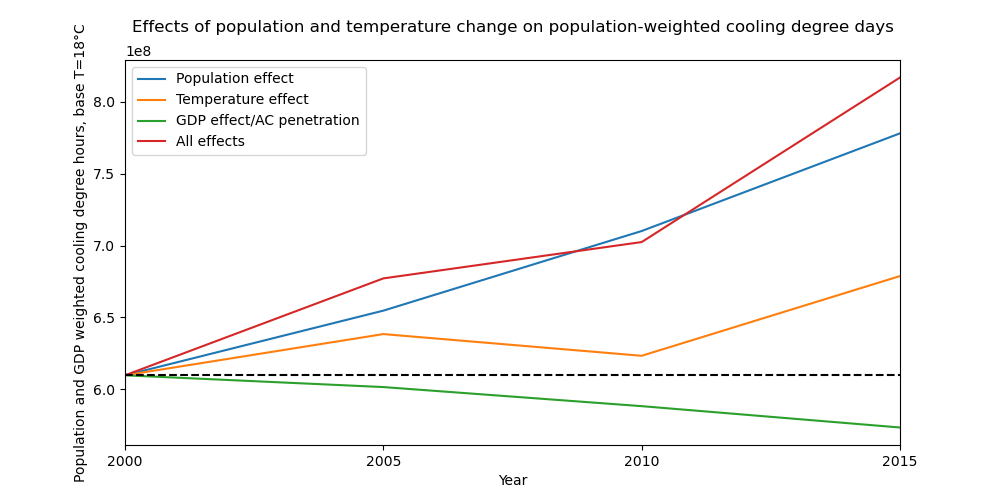 Effects of population and temperature change on population-weighted cooling degree days
1e8
Population and GDP weighted cooling degree hours, base T=18°C
8.0
7.5
7.0
6.5
6.0
Population effect
Temperature effect
GDP effect/AC penetration
All effects
2000
2005
2010
2015
Year